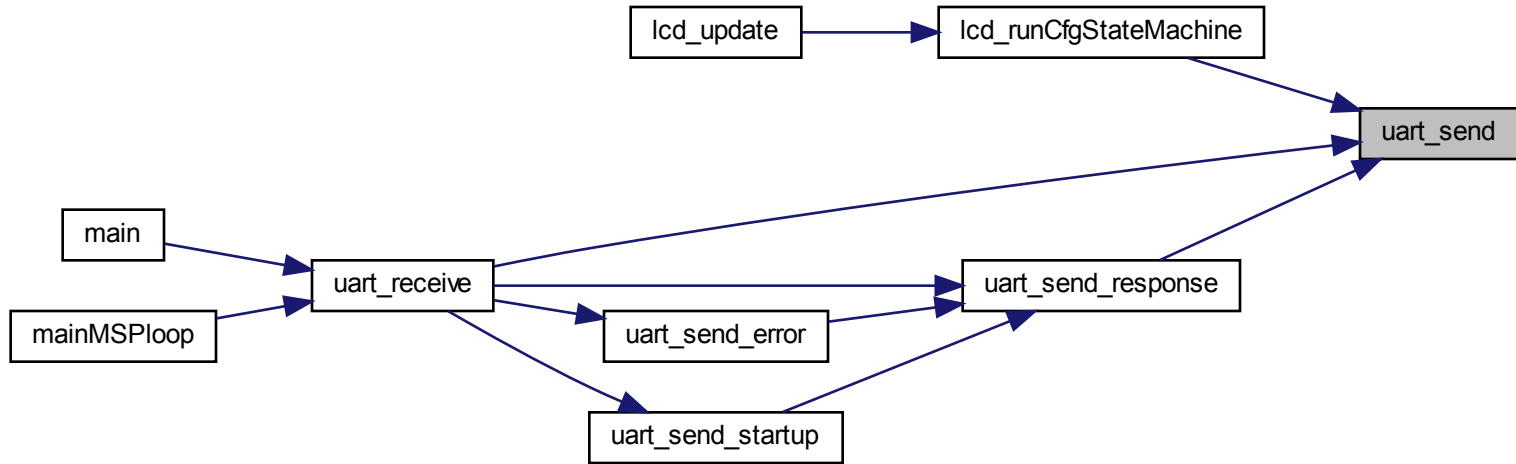 lcd_update
lcd_runCfgStateMachine
uart_send
main
uart_receive
uart_send_response
mainMSPloop
uart_send_error
uart_send_startup